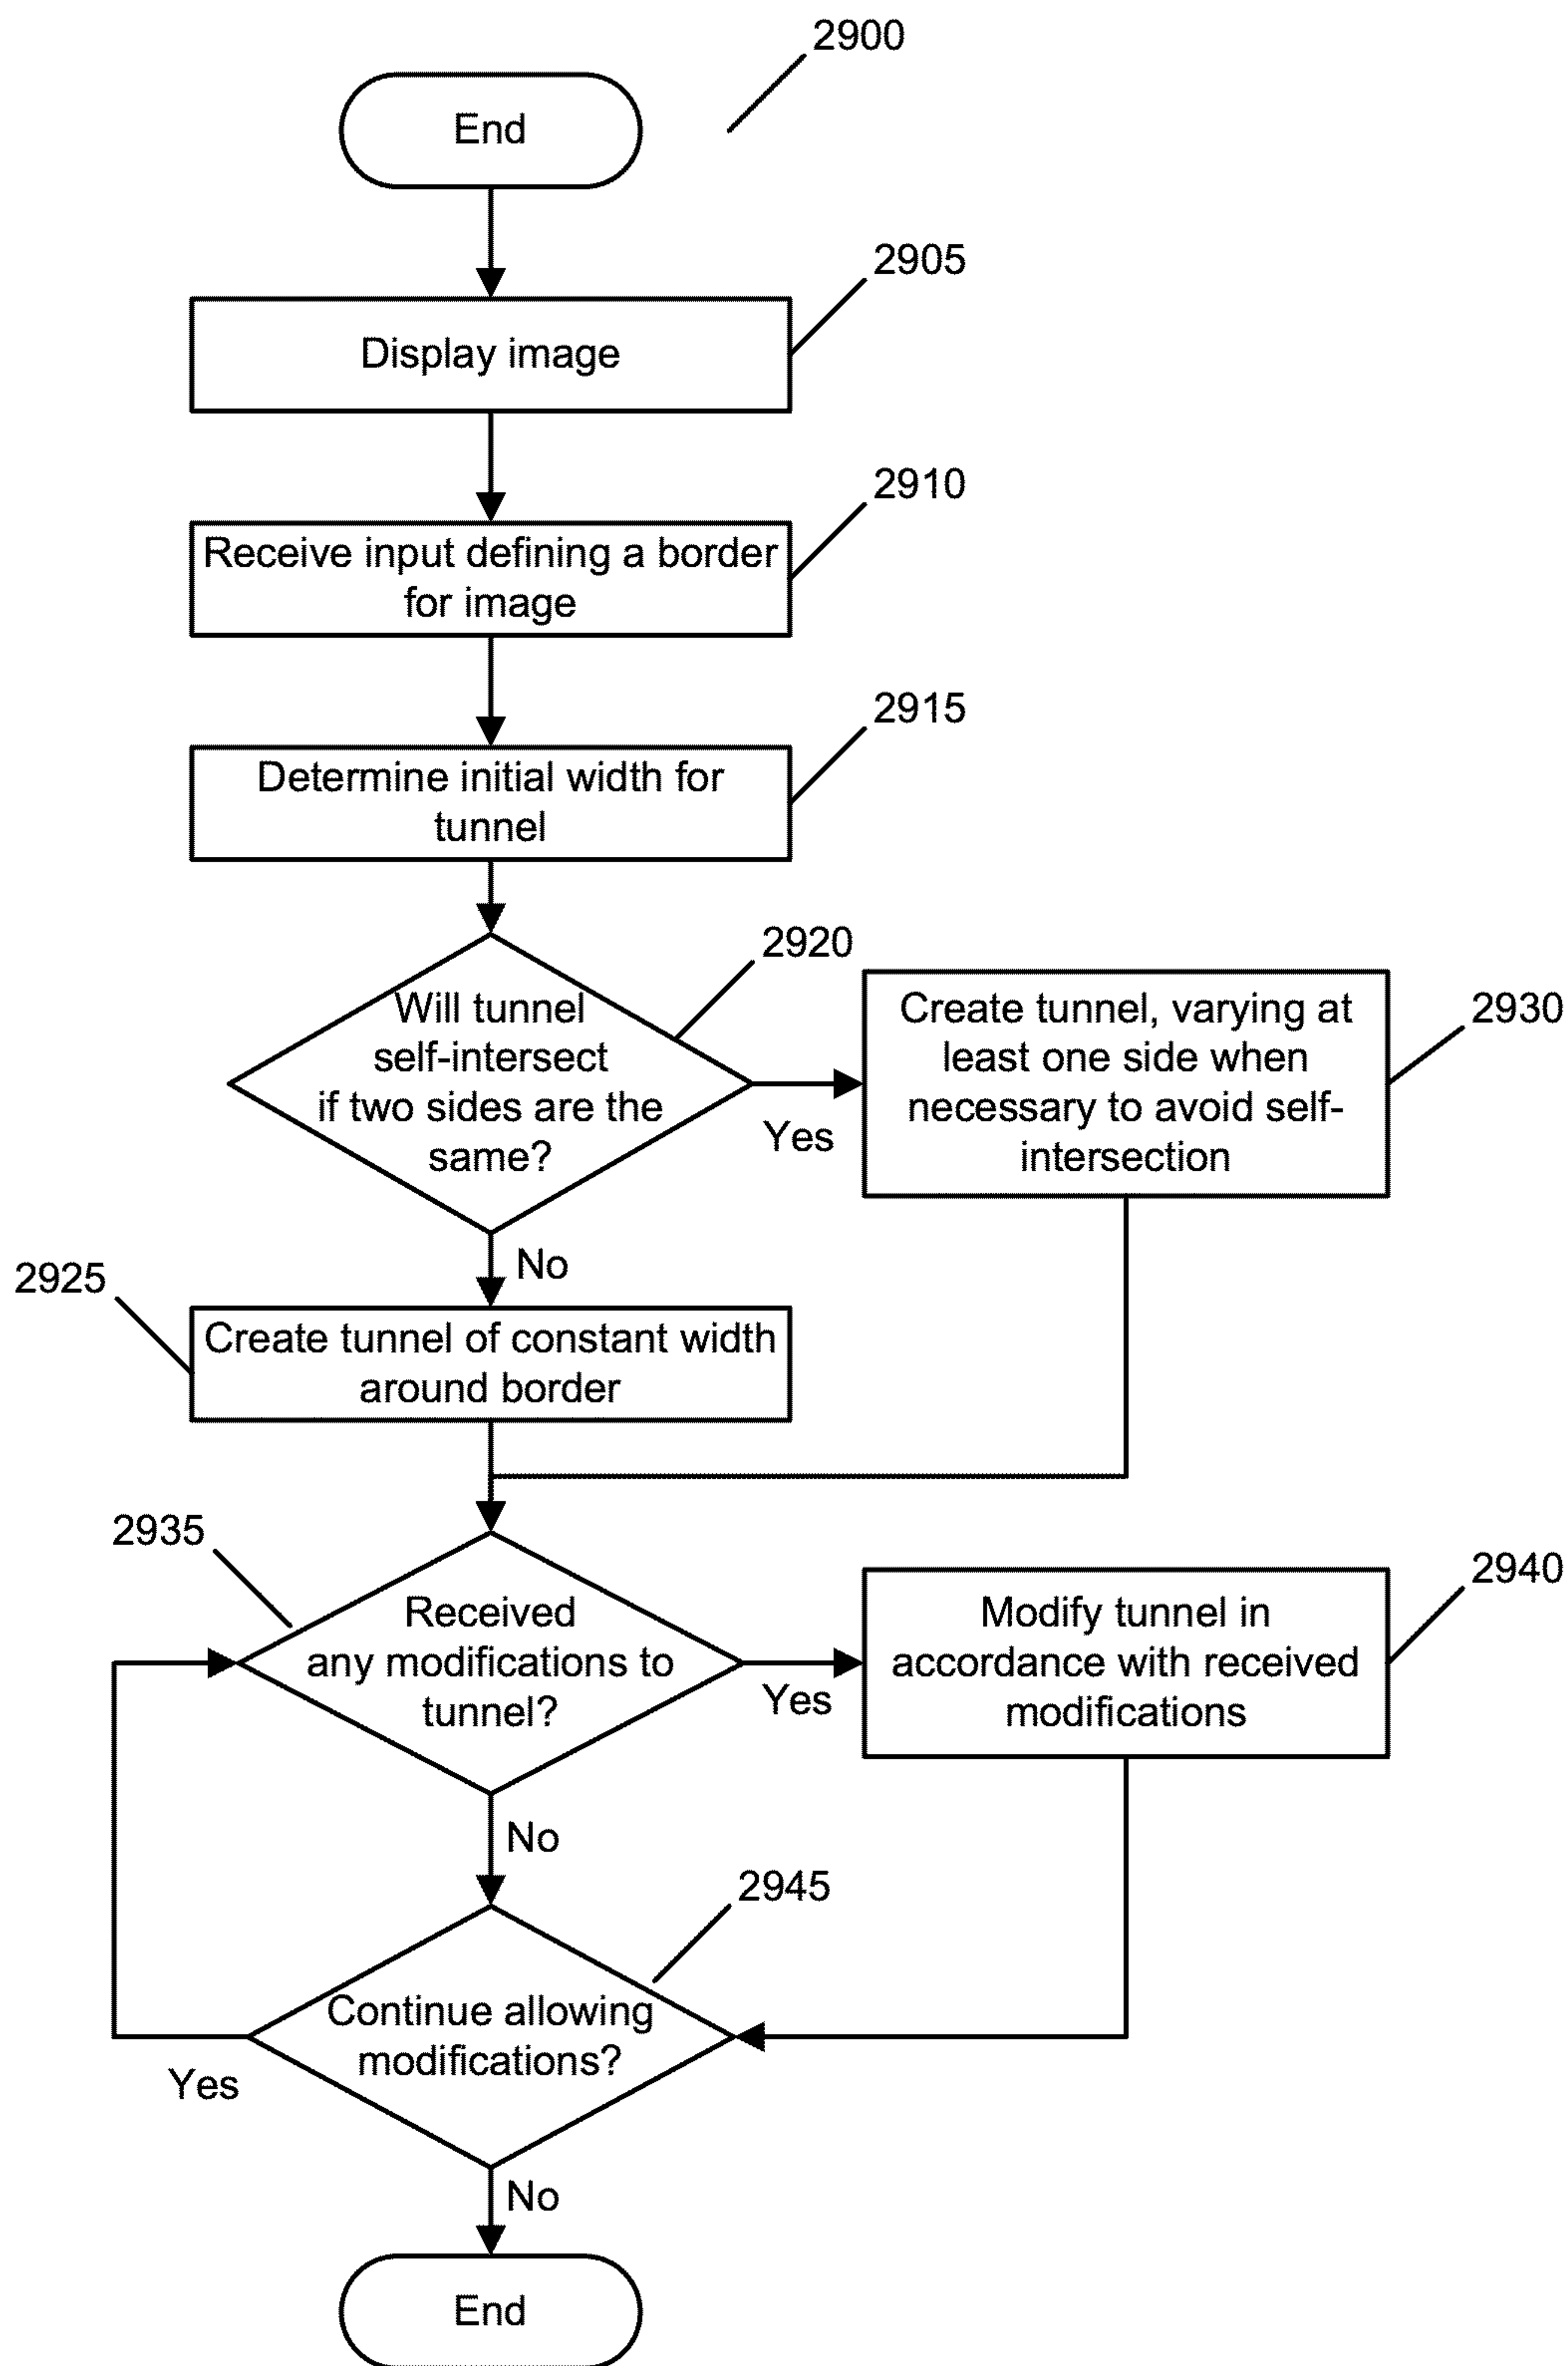 2900
End
2905
Display image
2910
Receive input defining a border
for image
2915
Determine initial width for
tunnel
2920
Will tunnel
self-intersect
if two sides are the
same?
Yes
2930
Create tunnel, varying at
least one side when
necessary to avoid self-
intersection
No
2925
Create tunnel of constant width
around border
2935
Received
any modifications to
tunnel?
Yes
2940
Modify tunnel in
accordance with received
modifications
No
2945
Continue allowing
modifications?
Yes
No
End